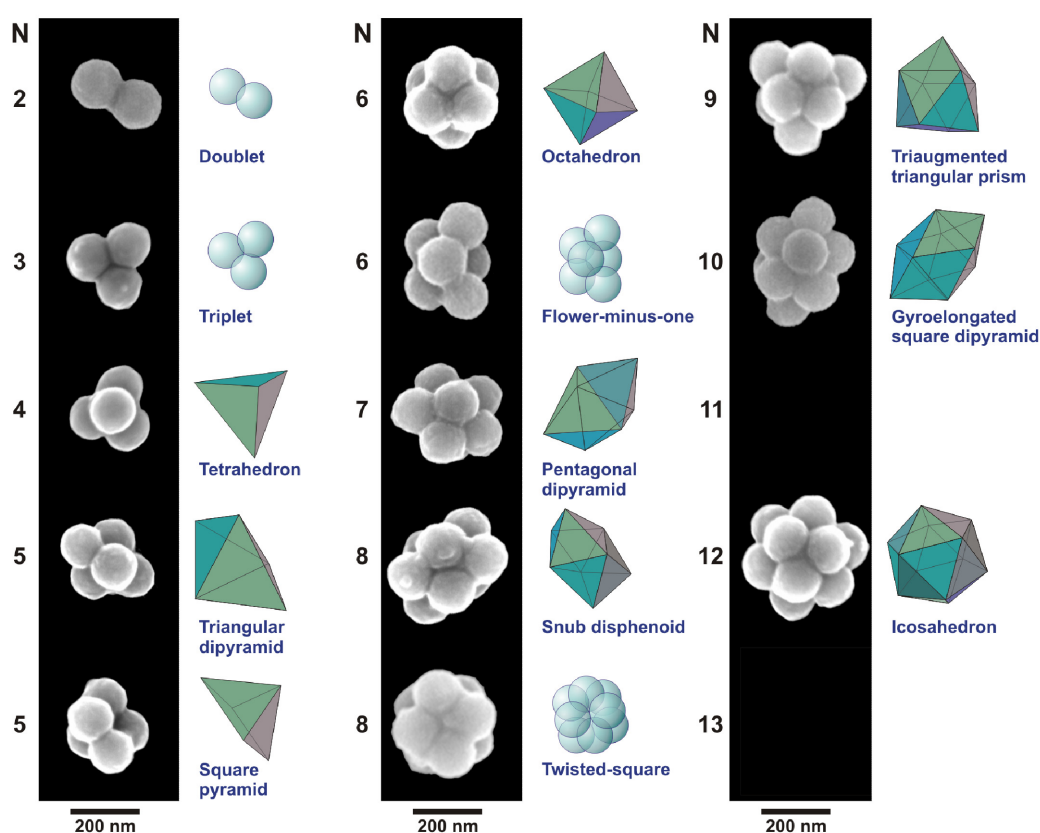 N
2
Doublet
3
Triplet
4
Tetrahedron
5
Triangular
dipyramid
5
Square
pyramid
200 nm
N
6
Octahedron
6
Flower-minus-one
7
Pentagonal
dipyramid
8
Snub disphenoid
8
Twisted-square
200 nm
N
9
Triaugmented
triangular prism
10
Gyroelongated
square dipyramid
11
12
Icosahedron
13
200 nm